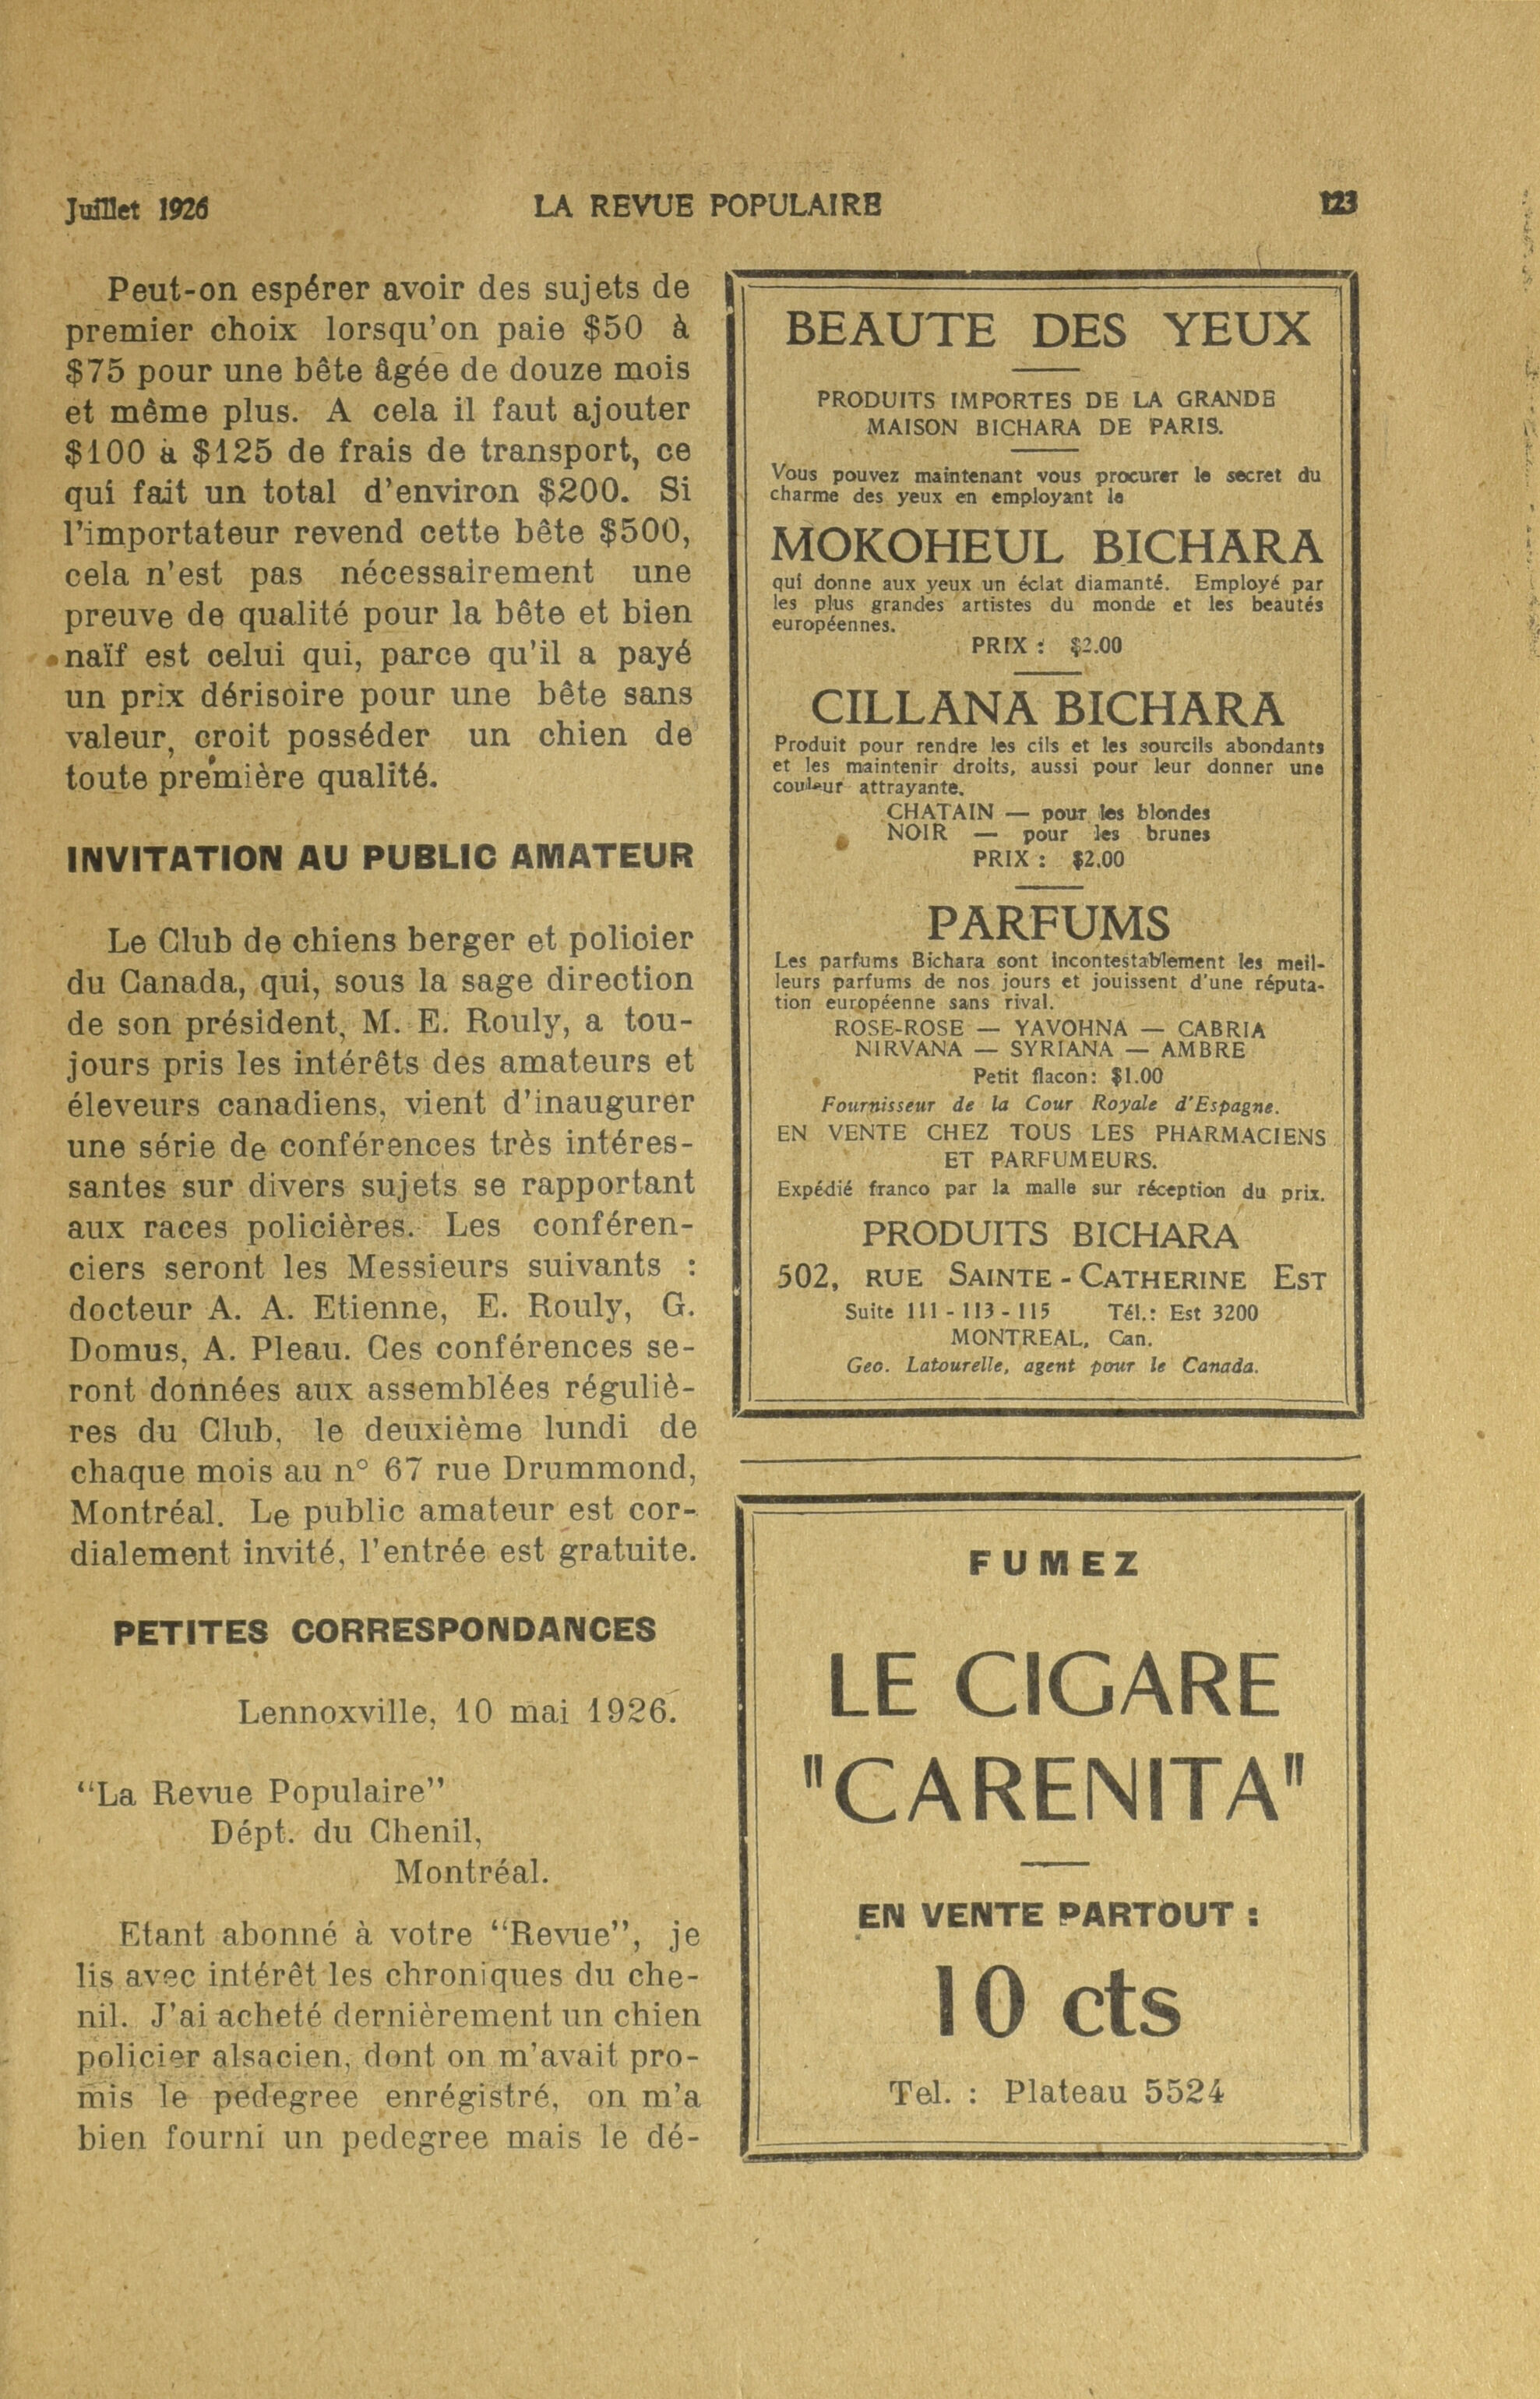 Juillet 1926
LA REVUE POPULAIRE
123
Peut-on espérer avoir des sujets de
premier choix lorsqu'on paie $50 à
$75 pour une bête âgée de douze mois
et même plus. A cela il faut ajouter
$100 à $125 de frais de transport, ce
qui fait un total d'environ $200. Si
l'importateur revend cette bête $500,
cela n'est pas nécessairement une
preuve de qualité pour la bête et bien
naïf est celui qui, parce qu'il a payé
un prix dérisoire pour une bête sans
valeur, croit posséder un chien de
toute première qualité.
INVITATION AU PUBLIC AMATEUR
Le Club de chiens berger et policier
du Canada, qui, sous la sage direction
de son président, M. E. Rouly, a tou-
jours pris les intérêts des amateurs et
éleveurs canadiens, vient d'inaugurer
une série de conférences très intéres-
santes sur divers sujets se rapportant
aux races policières. Les conféren-
ciers seront les Messieurs suivants :
docteur A. A. Etienne, E. Rouly, G.
Domus, A. Pleau. Ces conférences se-
ront données aux assemblées réguliè-
res du Club, le deuxième lundi de
chaque mois au n° 67 rue Drummond,
Montréal. Le public amateur est cor-
dialement invité, l'entrée est gratuite.
PETITES CORRESPONDANCES
Lennoxville, 10 mai 1926.
“La Revue Populaire”
Dépt. du Chenil,
Montréal.
Etant abonné à votre “Revue”, je
lis avec intérêt les chroniques du che-
nil. J'ai acheté dernièrement un chien
policier alsacien, dont on m'avait pro-
mis le pedegree enrégistré, on m'a
bien fourni un pedegree mais le dé-
BEAUTE DES YEUX
PRODUITS IMPORTES DE LA GRANDE
MAISON BICHARA DE PARIS.
Vous pouvez maintenant vous procurer le secret du
charme des yeux en employant le
MOKOHEUL BICHARA
qui donne aux yeux un éclat diamanté. Employé par
les plus grandes artistes du monde et les beautés
européennes.
PRIX : $2.00
CILLANA BICHARA
Produit pour rendre les cils et les sourcils abondants
et les maintenir droits, aussi pour leur donner une
couleur attrayante.
CHATAIN — pour les blondes
NOIR — pour les brunes
PRIX : $2.00
PARFUMS
Les parfums Bichara sont incontestablement les meil-
leurs parfums de nos jours et jouissent d'une réputa-
tion européenne sans rival.
ROSE-ROSE — YAVOHNA — CABRIA
NIRVANA — SYRIANA — AMBRE
Petit flacon: $1.00
Fournisseur de la Cour Royale d'Espagne.
EN VENTE CHEZ TOUS LES PHARMACIENS
ET PARFUMEURS.
Expédié franco par la malle sur réception du prix.
PRODUITS BICHARA
502, RUE SAINTE-CATHERINE EST
Suite 111 - 113 - 115 Tél.: Est 3200
MONTREAL, Can.
Geo. Latourelle, agent pour le Canada.
FUMEZ
LE CIGARE
"CARENITA"
EN VENTE PARTOUT :
10 cts
Tel. : Plateau 5524